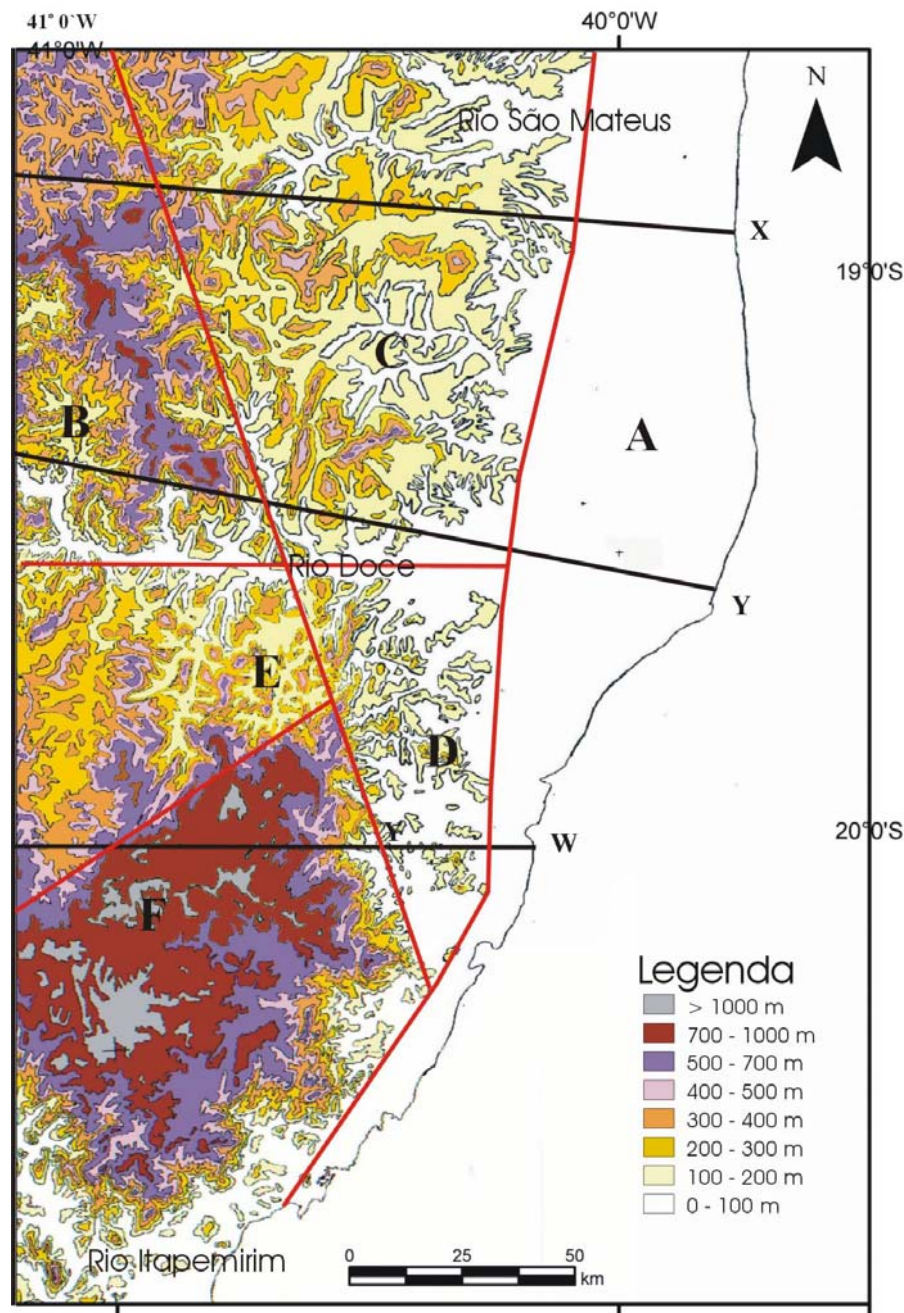 41° 0`W
41°0'W
40°0'W
N
Rio São Mateus
X
19°0'S
C
B
A
Rio Doce
Y
E
D
Y
W
20°0'S
F
Legenda
> 1000 m
700 - 1000 m
500 - 700 m
400 - 500 m
300 - 400 m
200 - 300 m
100 - 200 m
0 - 100 m
Rio Itapemirim
0 25 50
km